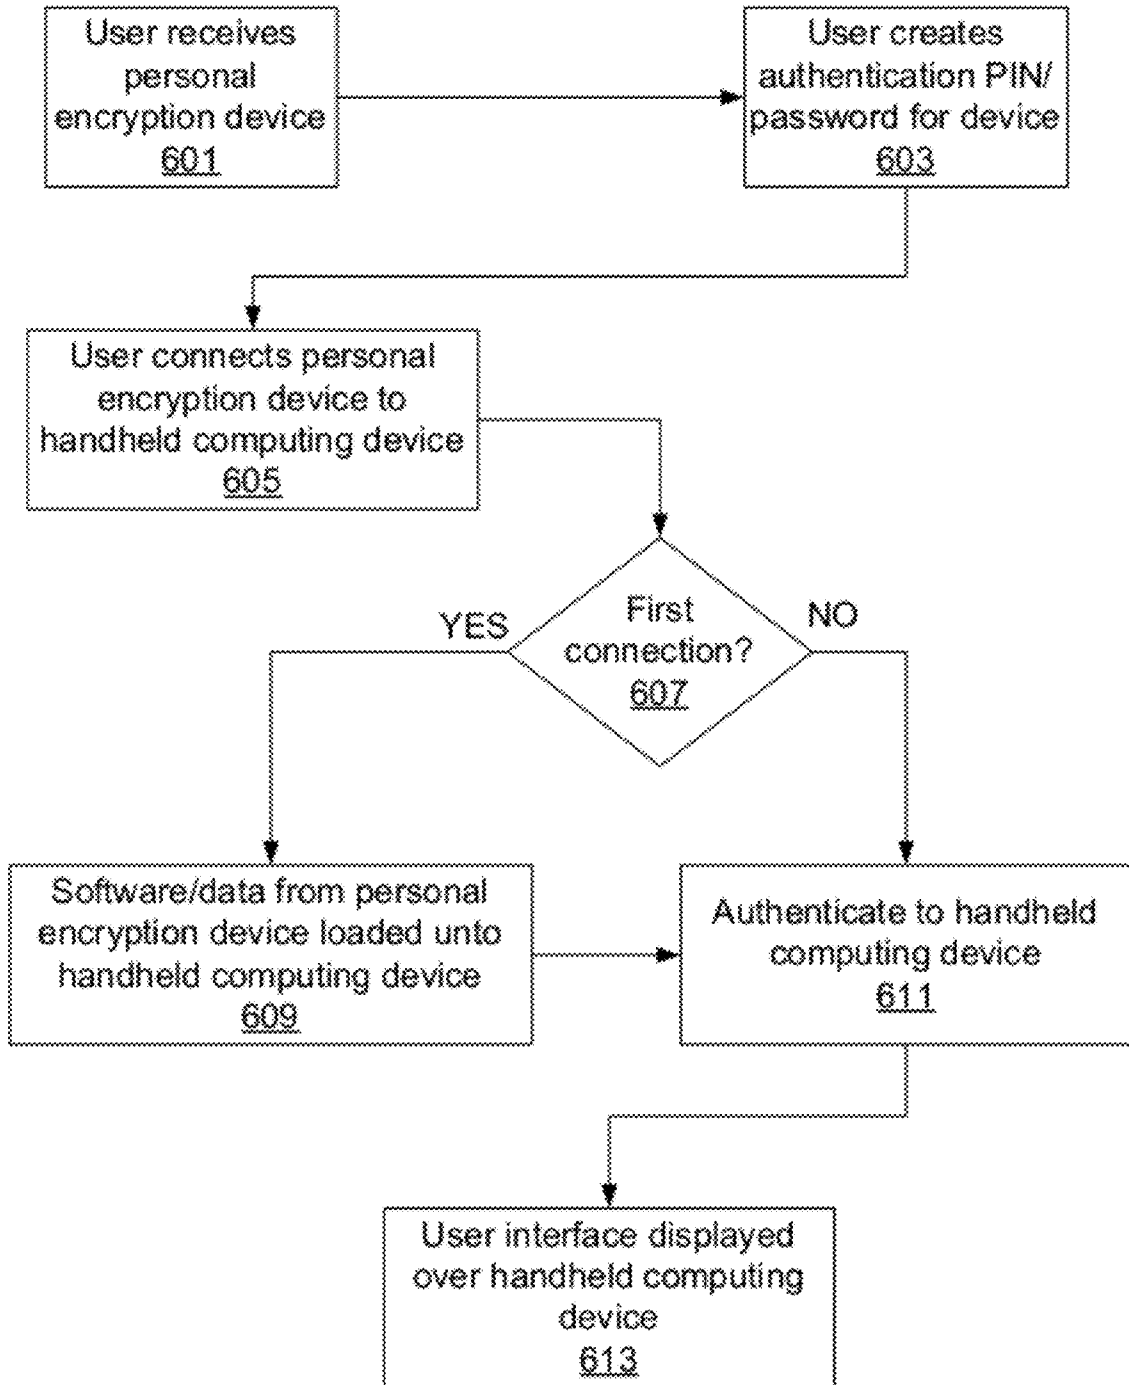 User receives
personal
encryption device
601
User creates
authentication PIN/
password for device
603
User connects personal
encryption device to
handheld computing device
605
First
connection?
607
YES
NO
Software/data from personal
encryption device loaded unto
handheld computing device
609
Authenticate to handheld
computing device
611
User interface displayed
over handheld computing
device
613